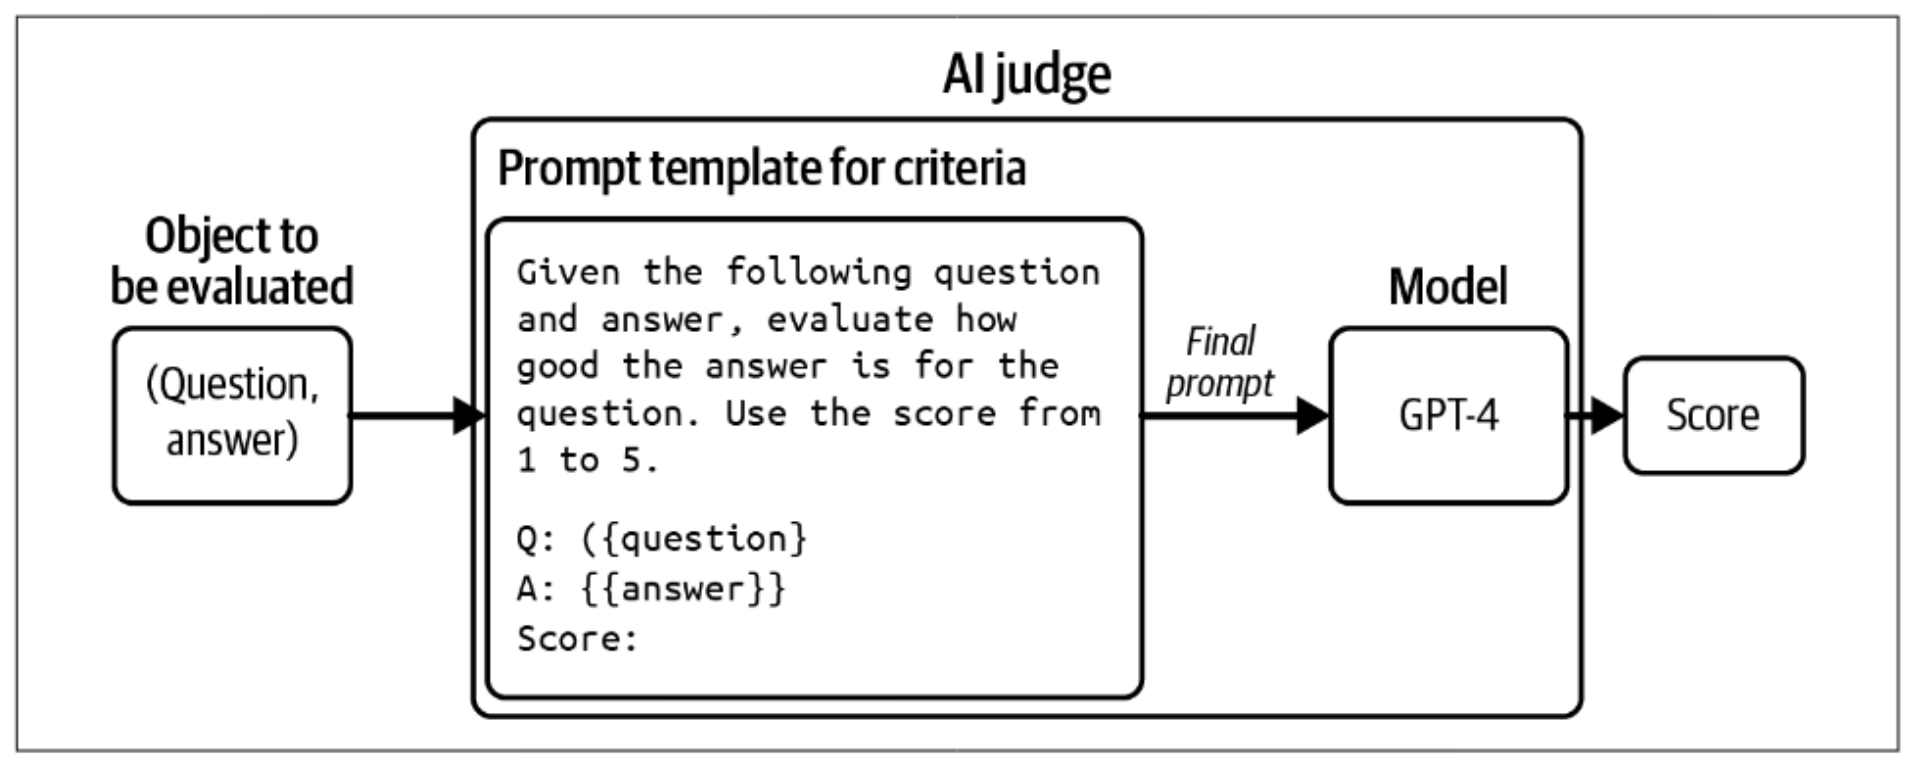 AI judge
Prompt template for criteria
Object to
be evaluated
(Question,
answer)
Given the following question
and answer, evaluate how
good the answer is for the
question. Use the score from
1 to 5.
Q: ({question}
A: {{answer}}
Score:
Final
prompt
Model
GPT-4
Score